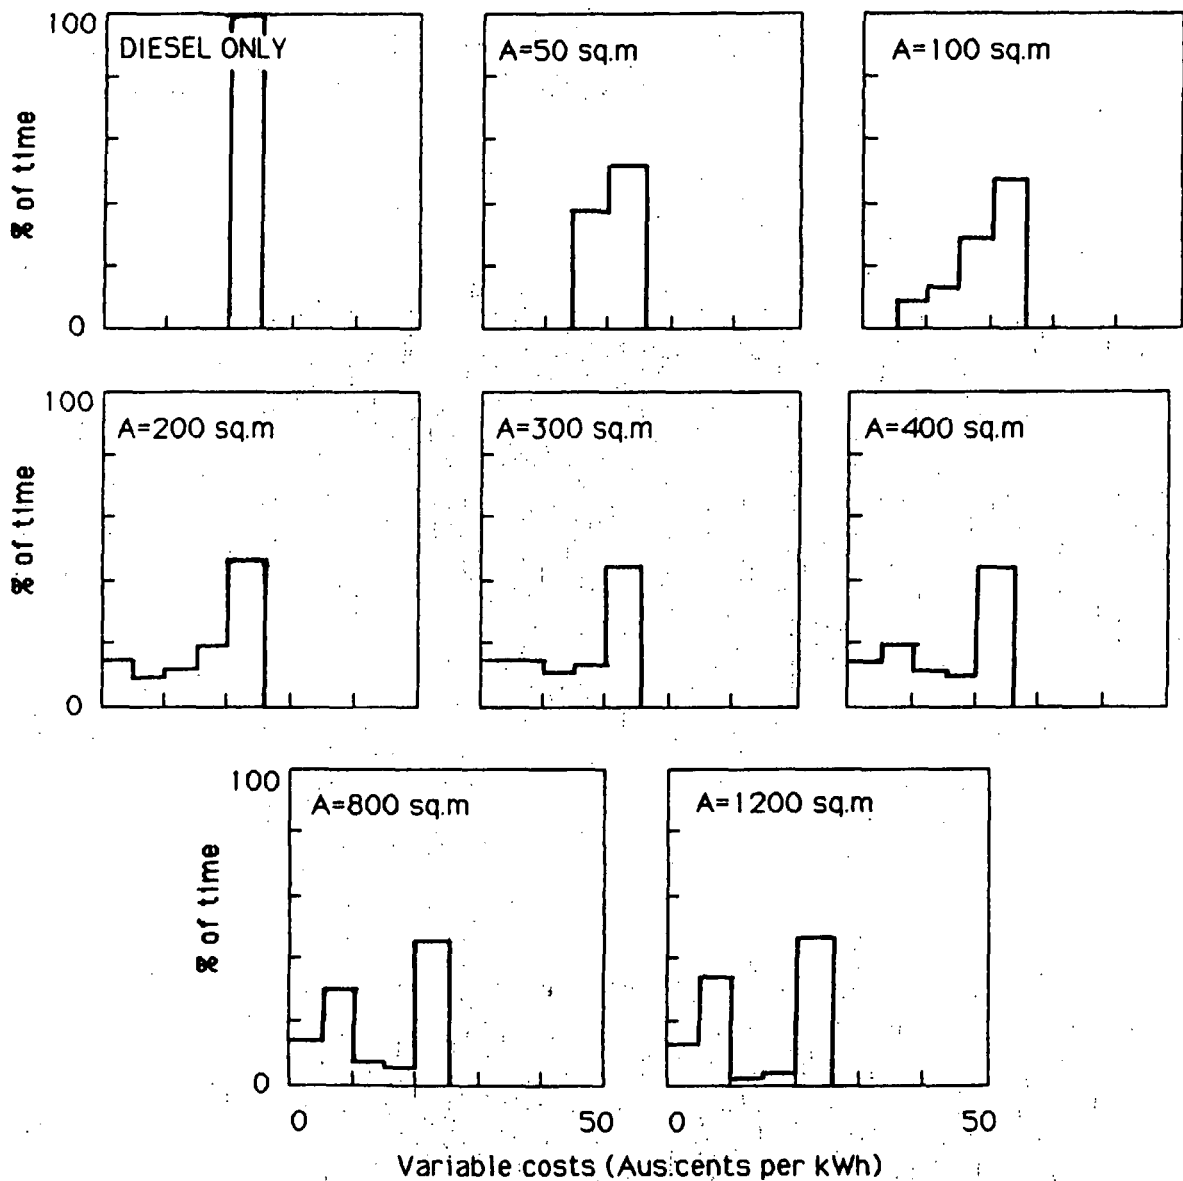 100
DIESEL ONLY
A=50 sq.m
A=100 sq.m
% of time
0
100
A=200 sq.m
A=300 sq.m
A=400 sq.m
% of time
0
100
A=800 sq.m
A=1200 sq.m
% of time
0
0 50 0 50
Variable costs (Aus.cents per kWh)